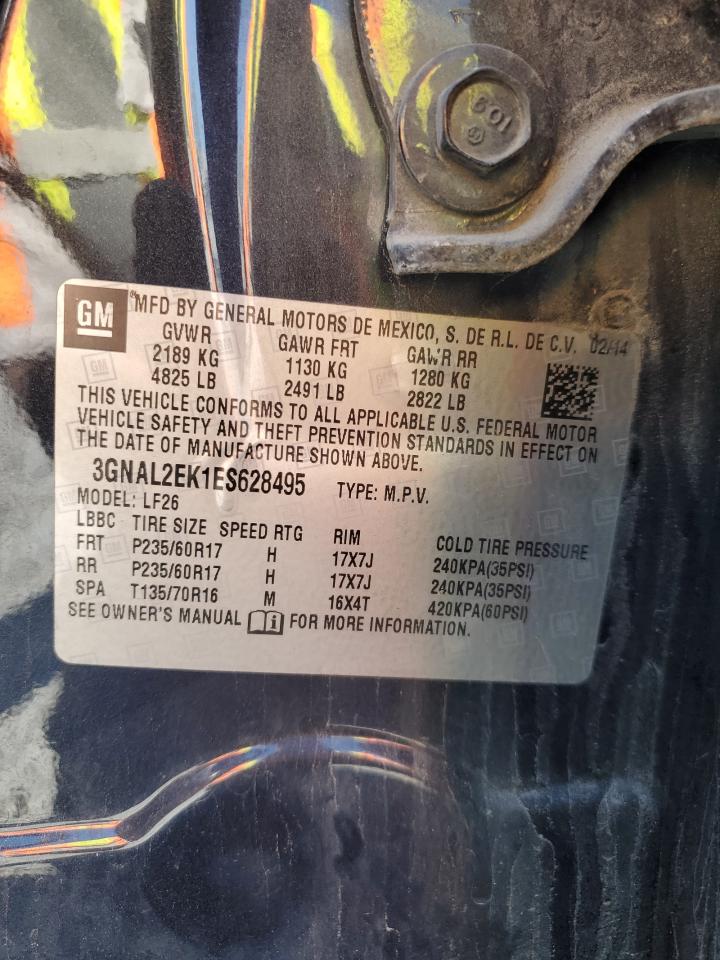 10.9
GM
® MFD BY GENERAL MOTORS DE MEXICO, S. DE R.L. DE C.V. 02/14
GVWR GAWR FRT GAWR RR
2189 KG 1130 KG 1280 KG
4825 LB 2491 LB 2822 LB
THIS VEHICLE CONFORMS TO ALL APPLICABLE U.S. FEDERAL MOTOR
VEHICLE SAFETY AND THEFT PREVENTION STANDARDS IN EFFECT ON
THE DATE OF MANUFACTURE SHOWN ABOVE.
3GNAL2EK1ES628495 TYPE: M.P.V.
MODEL: LF26
LBBC TIRE SIZE SPEED RTG RIM COLD TIRE PRESSURE
FRT P235/60R17 H 17X7J 240KPA(35PSI)
RR P235/60R17 H 17X7J 240KPA(35PSI)
SPA T135/70R16 M 16X4T 420KPA(60PSI)
SEE OWNER'S MANUAL i FOR MORE INFORMATION.